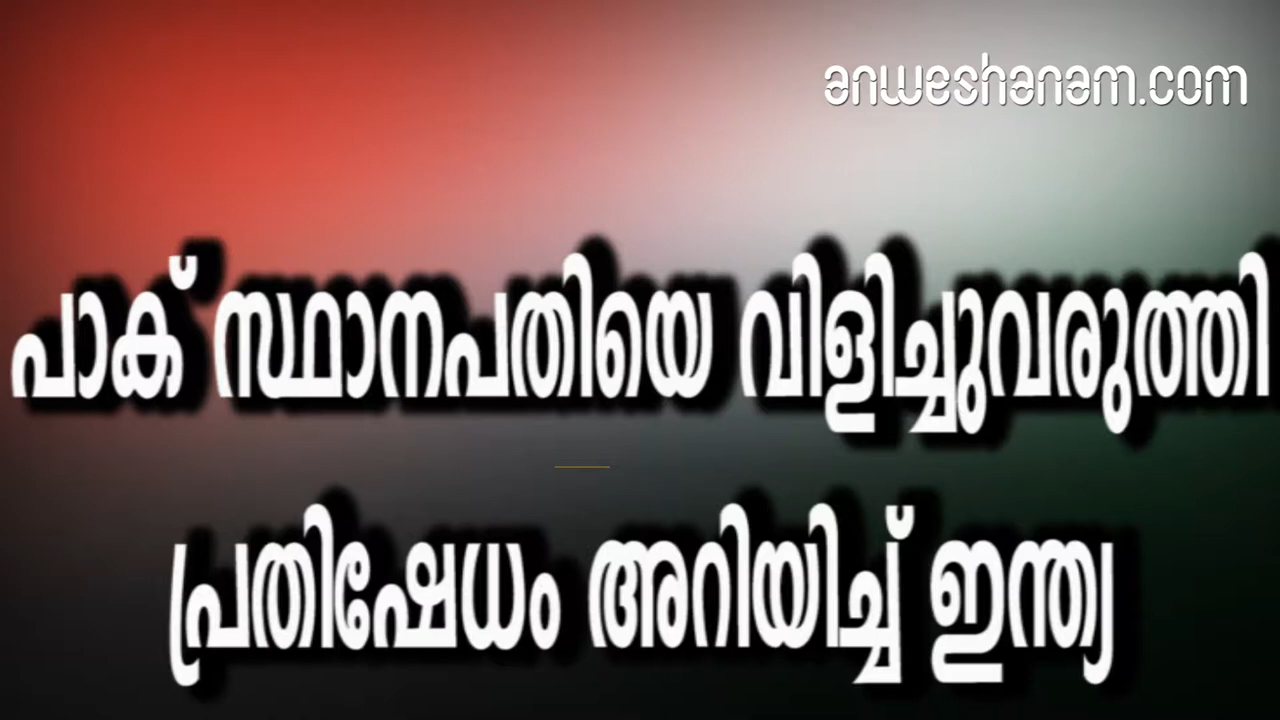 anweshanam.com
പാക് സ്ഥാനപതിയെ വിളിച്ചുവരുത്തി
പ്രതിഷേധം അറിയിച്ച് ഇന്ത്യ